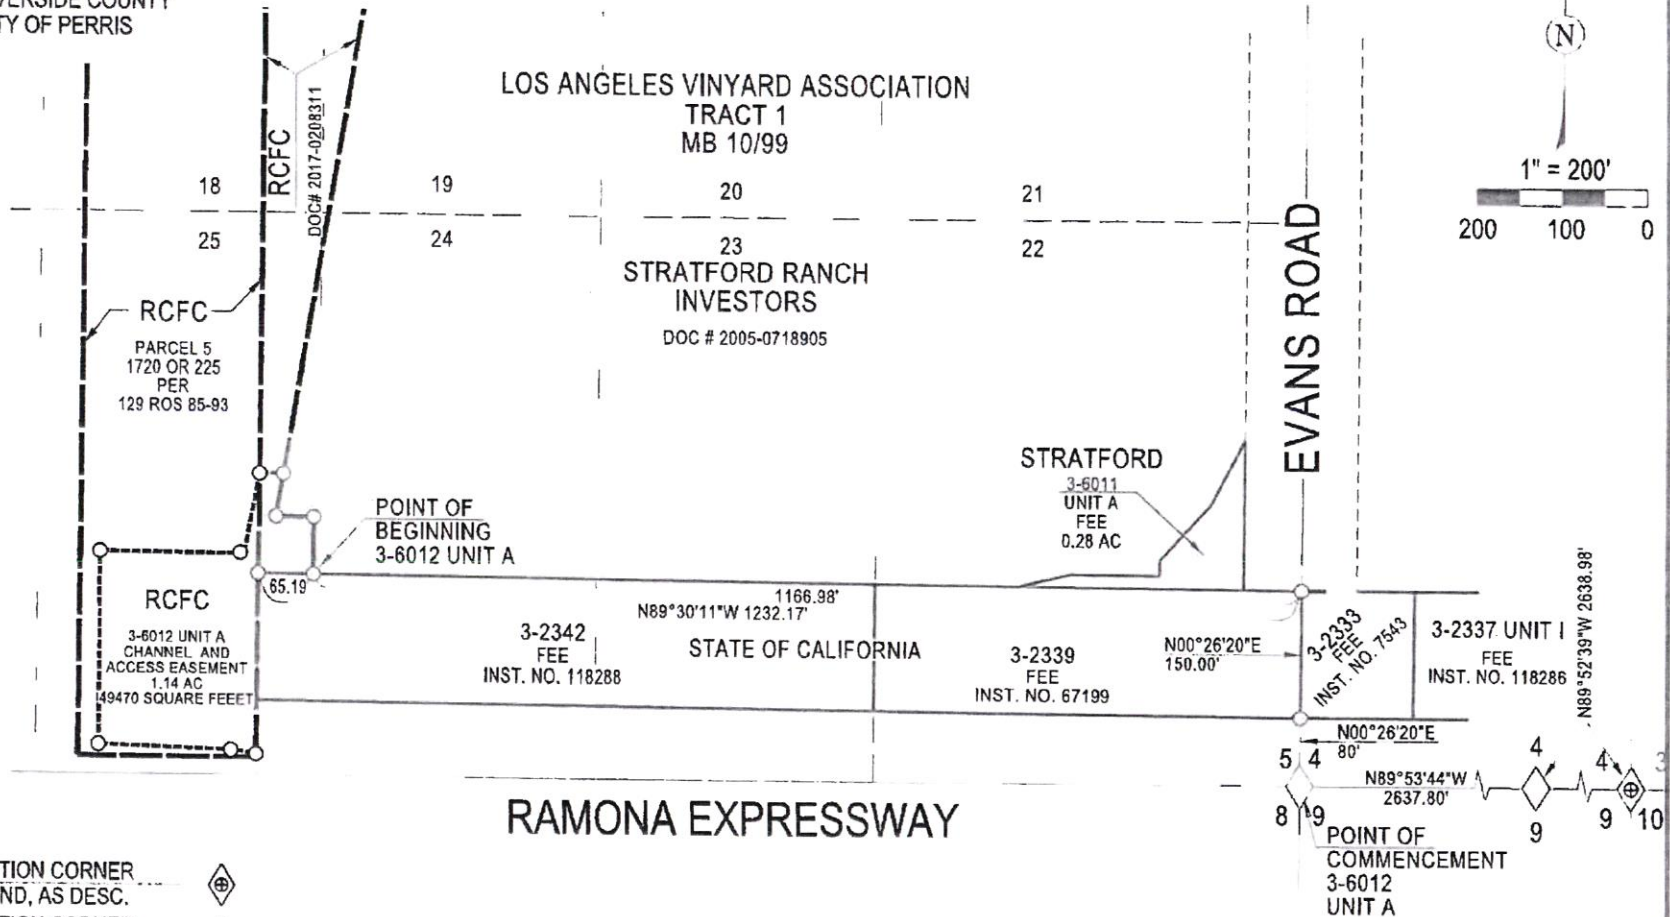 VERSIDE COUNTY
TY OF PERRIS
N
1" = 200'
200 100 0
LOS ANGELES VINYARD ASSOCIATION
TRACT 1
MB 10/99
RCFC
DOC# 2017-0208311
18 19 20 21
25 24 23 22
STRATFORD RANCH
INVESTORS
DOC # 2005-0718905
EVANS ROAD
RCFC
PARCEL 5
1720 OR 225
PER
129 ROS 85-93
STRATFORD
3-6011
UNIT A
FEE
0.28 AC
POINT OF
BEGINNING
3-6012 UNIT A
65.19
RCFC
3-6012 UNIT A
CHANNEL AND
ACCESS EASEMENT
1.14 AC
49470 SQUARE FEEET
1166.98'
N89°30'11"W 1232.17'
3-2342
FEE
INST. NO. 118288
STATE OF CALIFORNIA
3-2339
FEE
INST. NO. 67199
N00°26'20"E
150.00'
3-2333
FEE
INST. NO. 7543
3-2337 UNIT I
FEE
INST. NO. 118286
N89°52'39"W 2638.98'
N00°26'20"E
80'
5 4
8 9
N89°53'44"W
2637.80'
4
9
4 3
9 10
RAMONA EXPRESSWAY
POINT OF
COMMENCEMENT
3-6012
UNIT A
TION CORNER
ND, AS DESC.